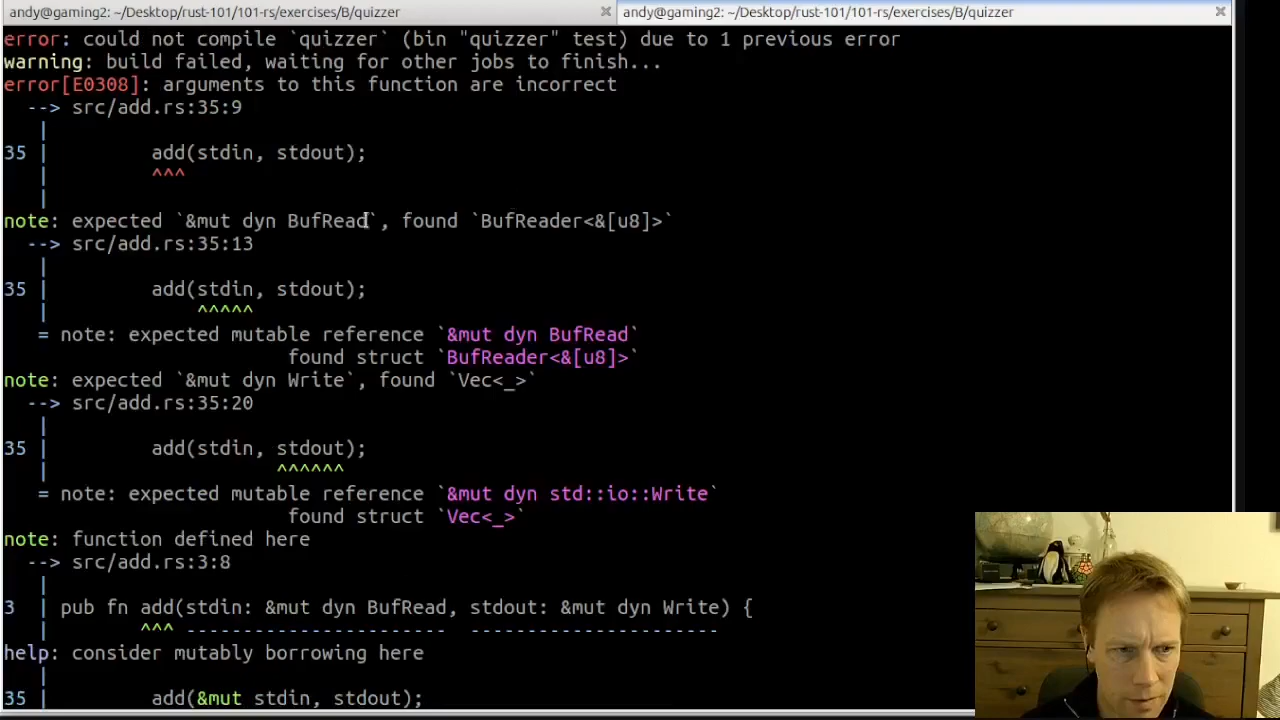 andy@gaming2: ~/Desktop/rust-101/101-rs/exercises/B/quizzer × andy@gaming2: ~/Desktop/rust-101/101-rs/exercises/B/quizzer ×
error: could not compile `quizzer` (bin "quizzer" test) due to 1 previous error
warning: build failed, waiting for other jobs to finish...
error[E0308]: arguments to this function are incorrect
  --> src/add.rs:35:9
   |
35 |         add(stdin, stdout);
   |         ^^^
   |
note: expected `&mut dyn BufRead`, found `BufReader<&[u8]>`
  --> src/add.rs:35:13
   |
35 |         add(stdin, stdout);
   |             ^^^^^
   = note: expected mutable reference `&mut dyn BufRead`
                         found struct `BufReader<&[u8]>`
note: expected `&mut dyn Write`, found `Vec<_>`
  --> src/add.rs:35:20
   |
35 |         add(stdin, stdout);
   |                    ^^^^^^
   = note: expected mutable reference `&mut dyn std::io::Write`
                         found struct `Vec<_>`
note: function defined here
  --> src/add.rs:3:8
   |
3  | pub fn add(stdin: &mut dyn BufRead, stdout: &mut dyn Write) {
   |        ^^^ -----------------------  ----------------------
help: consider mutably borrowing here
   |
35 |         add(&mut stdin, stdout);